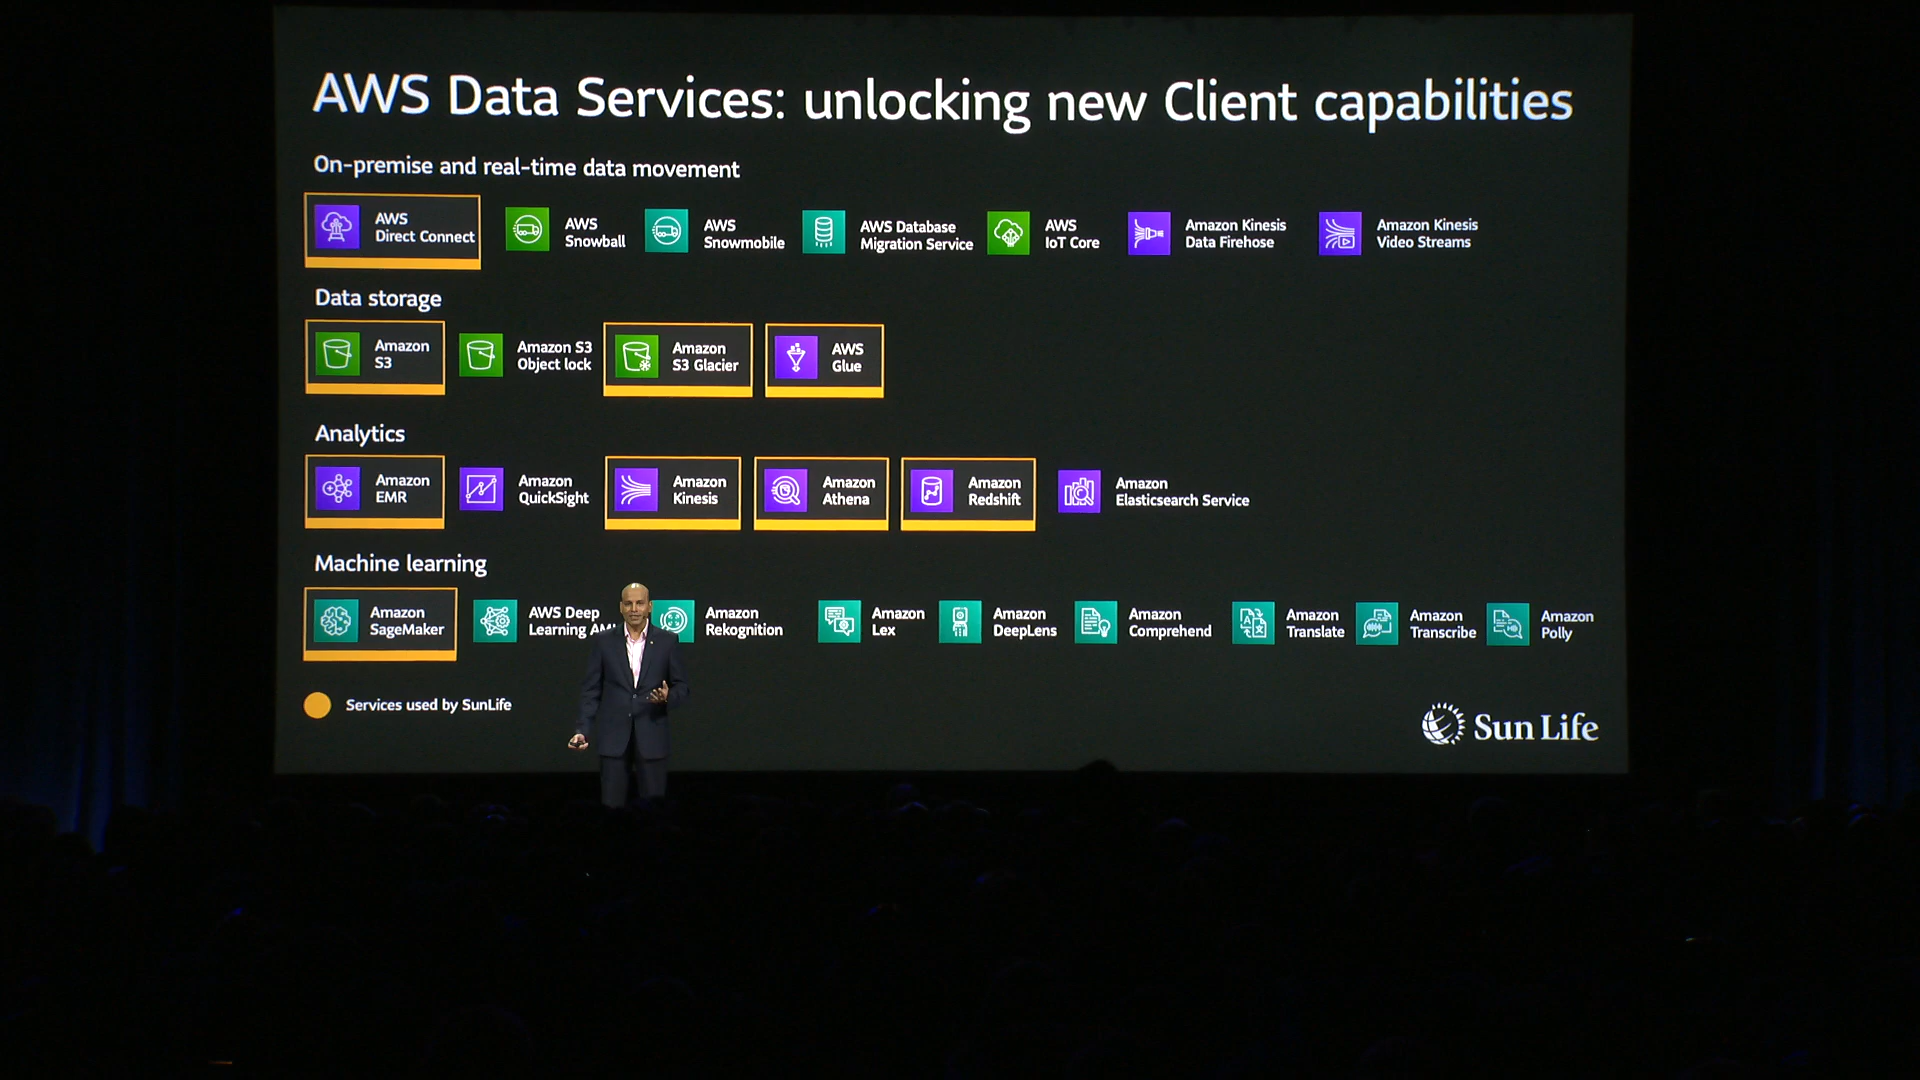 AWS Data Services: unlocking new Client capabilities
On-premise and real-time data movement
AWS
Direct Connect
AWS
Snowball
AWS
Snowmobile
AWS Database
Migration Service
AWS
IoT Core
Amazon Kinesis
Data Firehose
Amazon Kinesis
Video Streams
Data storage
Amazon
S3
Amazon S3
Object lock
Amazon
S3 Glacier
AWS
Glue
Analytics
Amazon
EMR
Amazon
QuickSight
Amazon
Kinesis
Amazon
Athena
Amazon
Redshift
Amazon
Elasticsearch Service
Machine learning
Amazon
SageMaker
AWS Deep
Learning
Amazon
Rekognition
Amazon
Lex
Amazon
DeepLens
Amazon
Comprehend
Amazon
Translate
Amazon
Transcribe
Amazon
Polly
Services used by SunLife
Sun Life